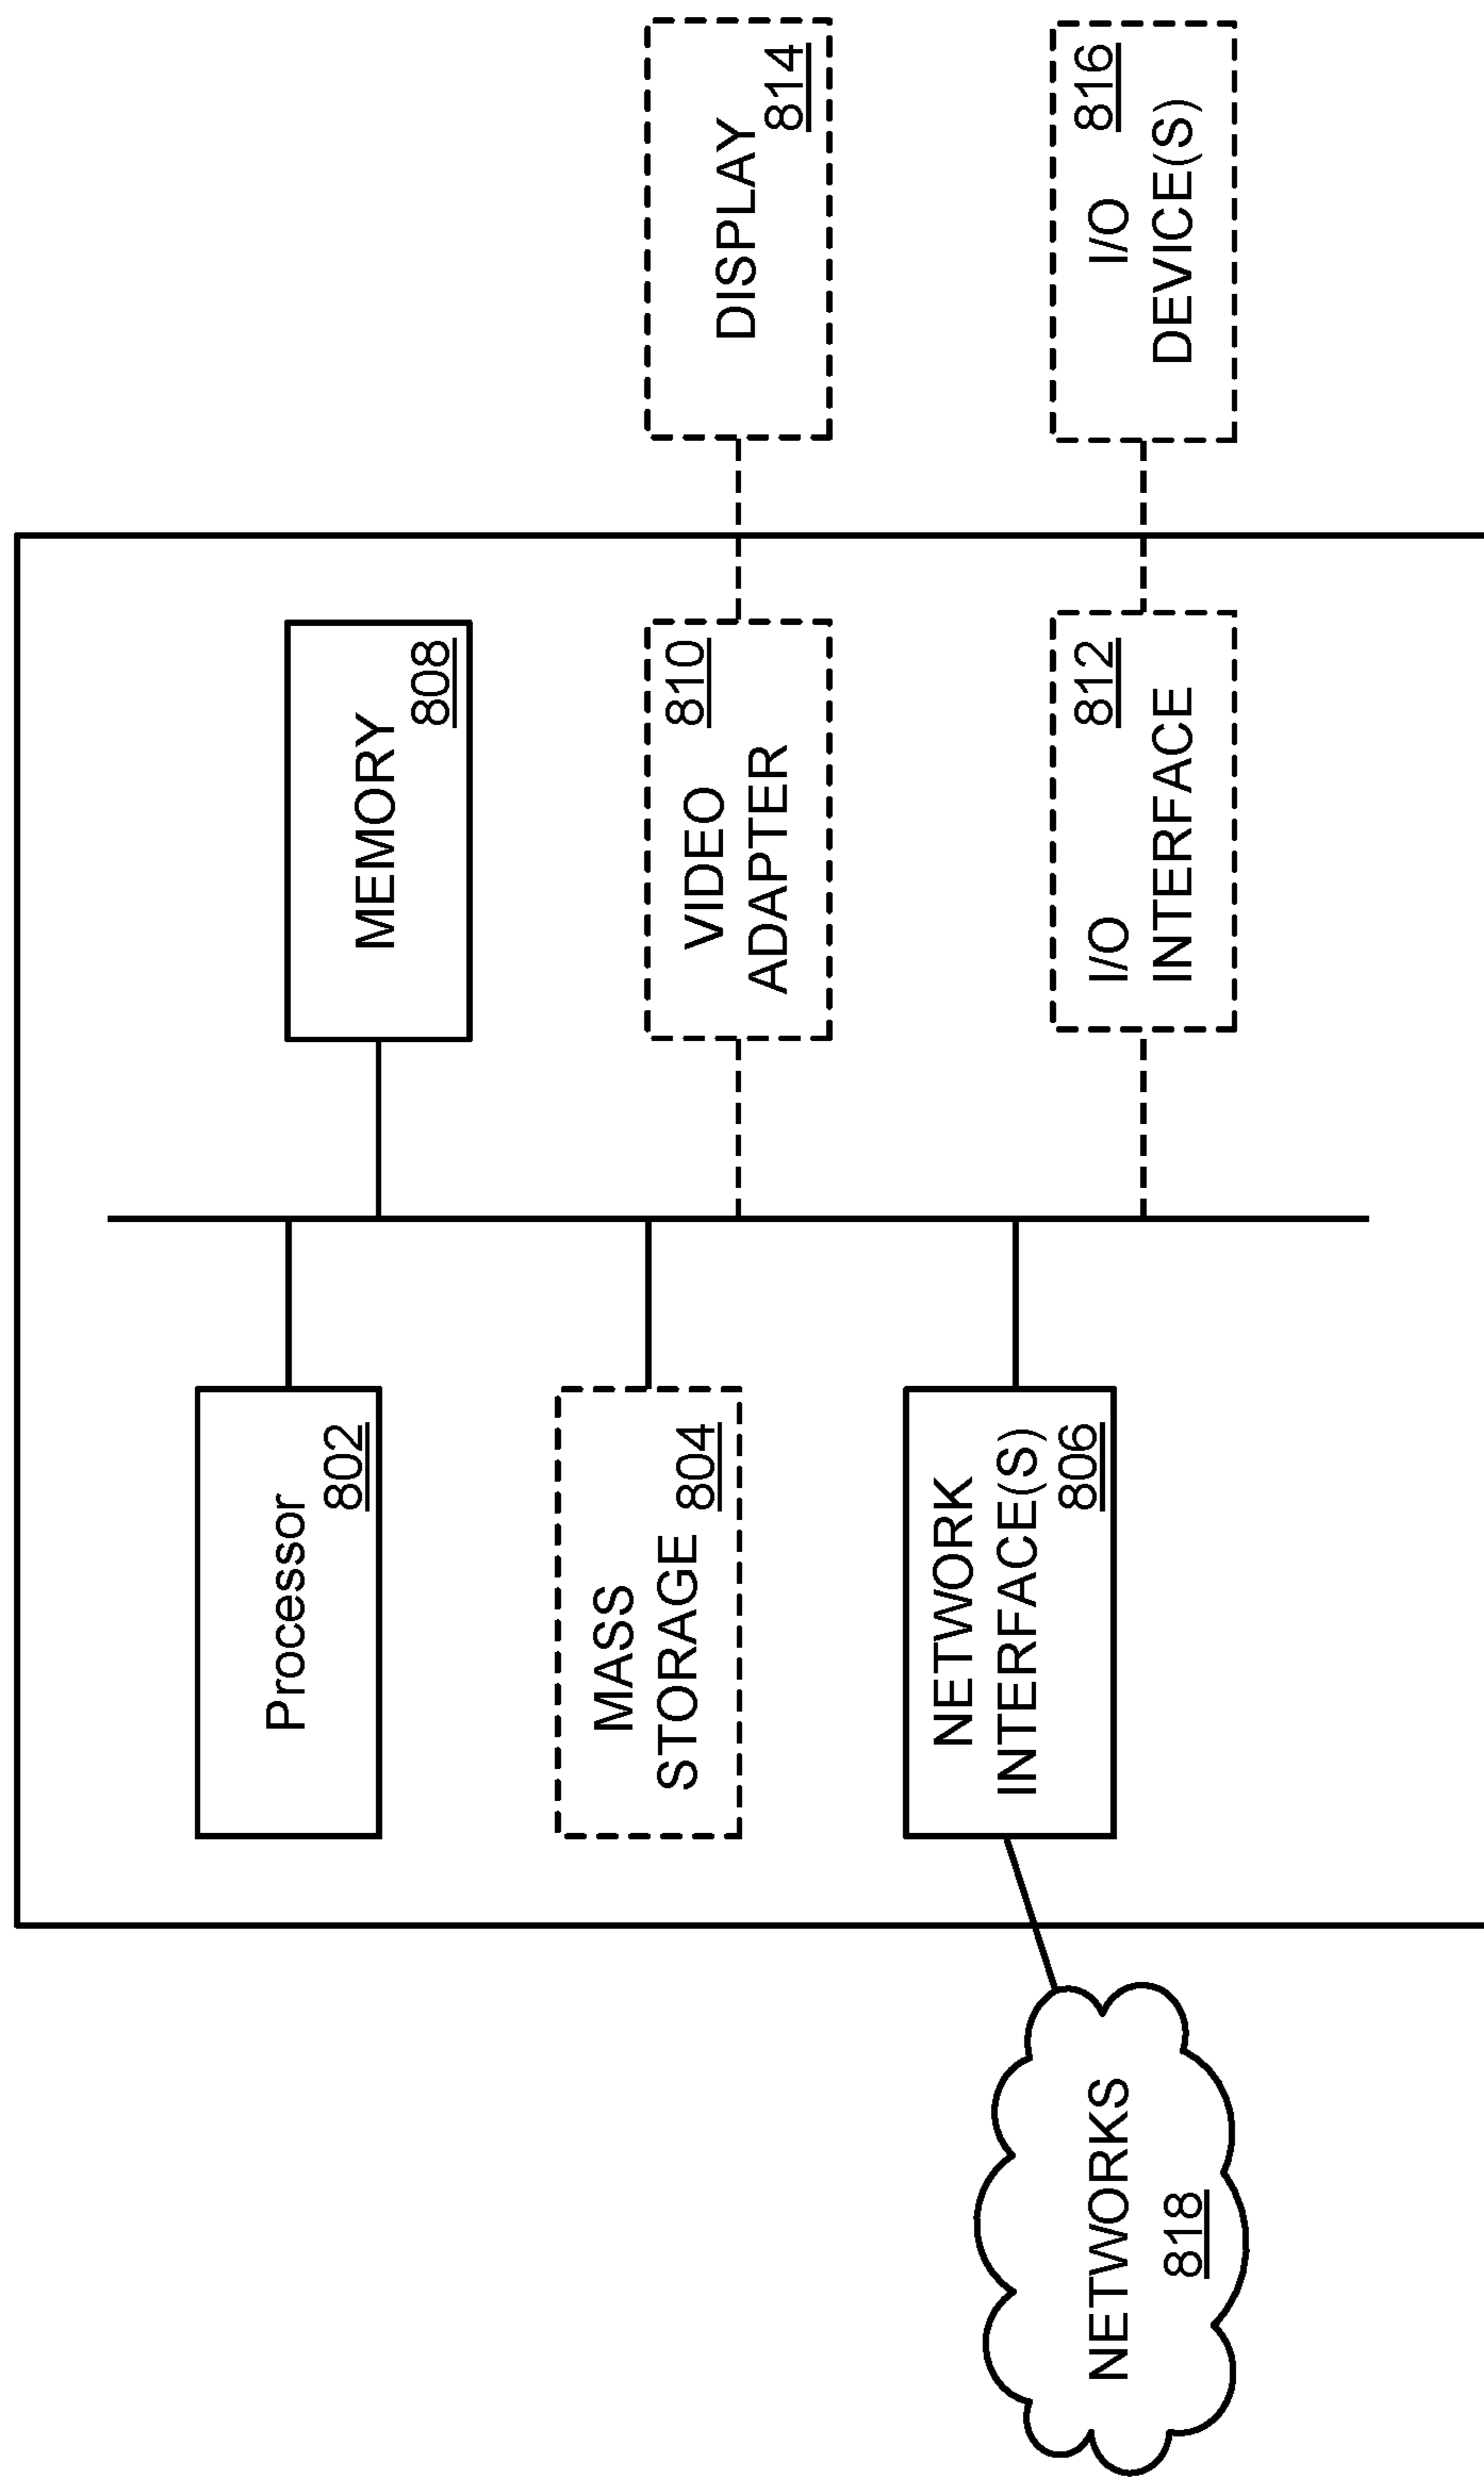 Processor
802
MEMORY
808
MASS
STORAGE
804
VIDEO
810
ADAPTER
DISPLAY
814
NETWORK
INTERFACE(S)
806
I/O
812
INTERFACE
I/O
816
DEVICE(S)
NETWORKS
818